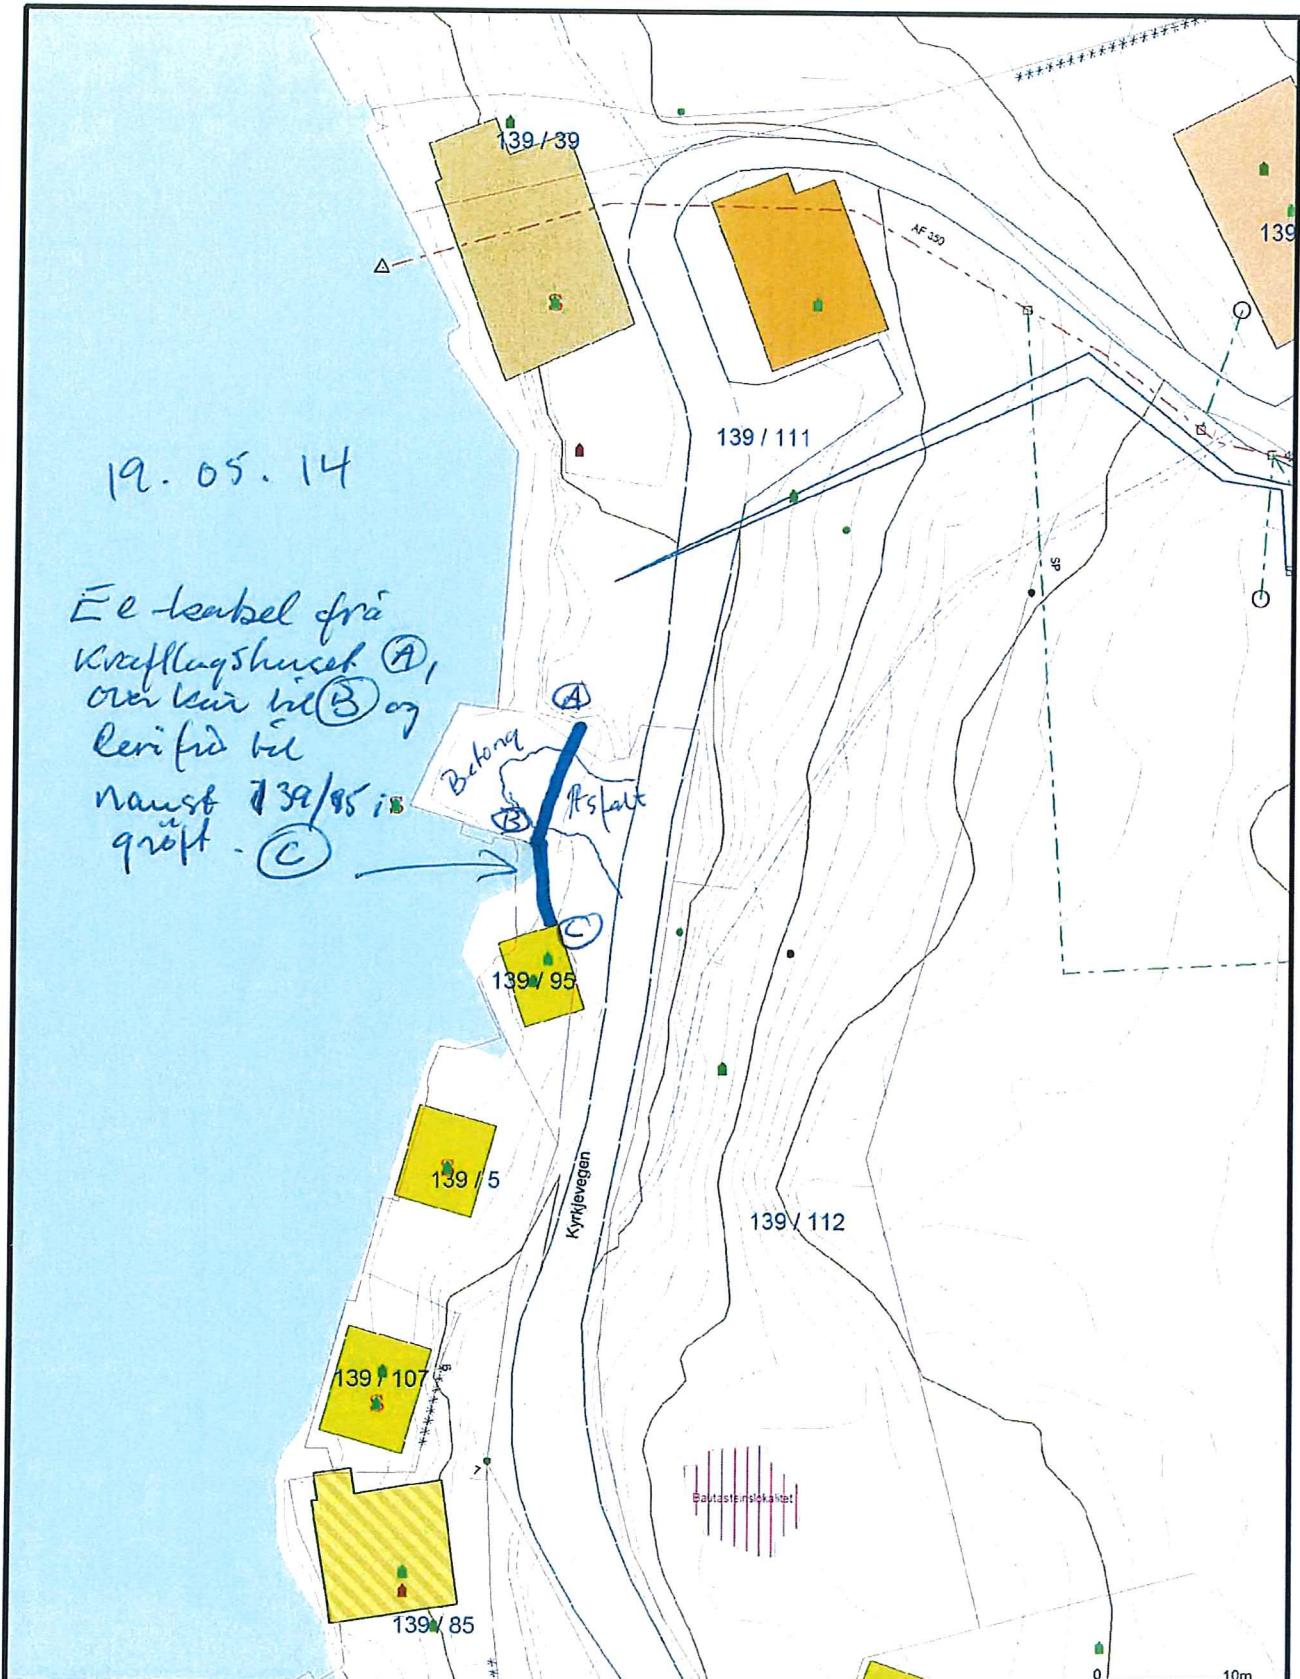 139 / 39
139
AF 350
139 / 111
19. 05. 14
El-kabel frå
Kraftlagshuset (A),
over kai til (B) og
derifrå til
naust 139/95 i
grøft. (C)
SP
A
Betong
Asfalt
B
C
139 / 95
139 / 5
Kyrkjevegen
139 / 112
139 / 107
Bautasteinslokalitet
7
139 / 85
0 10m